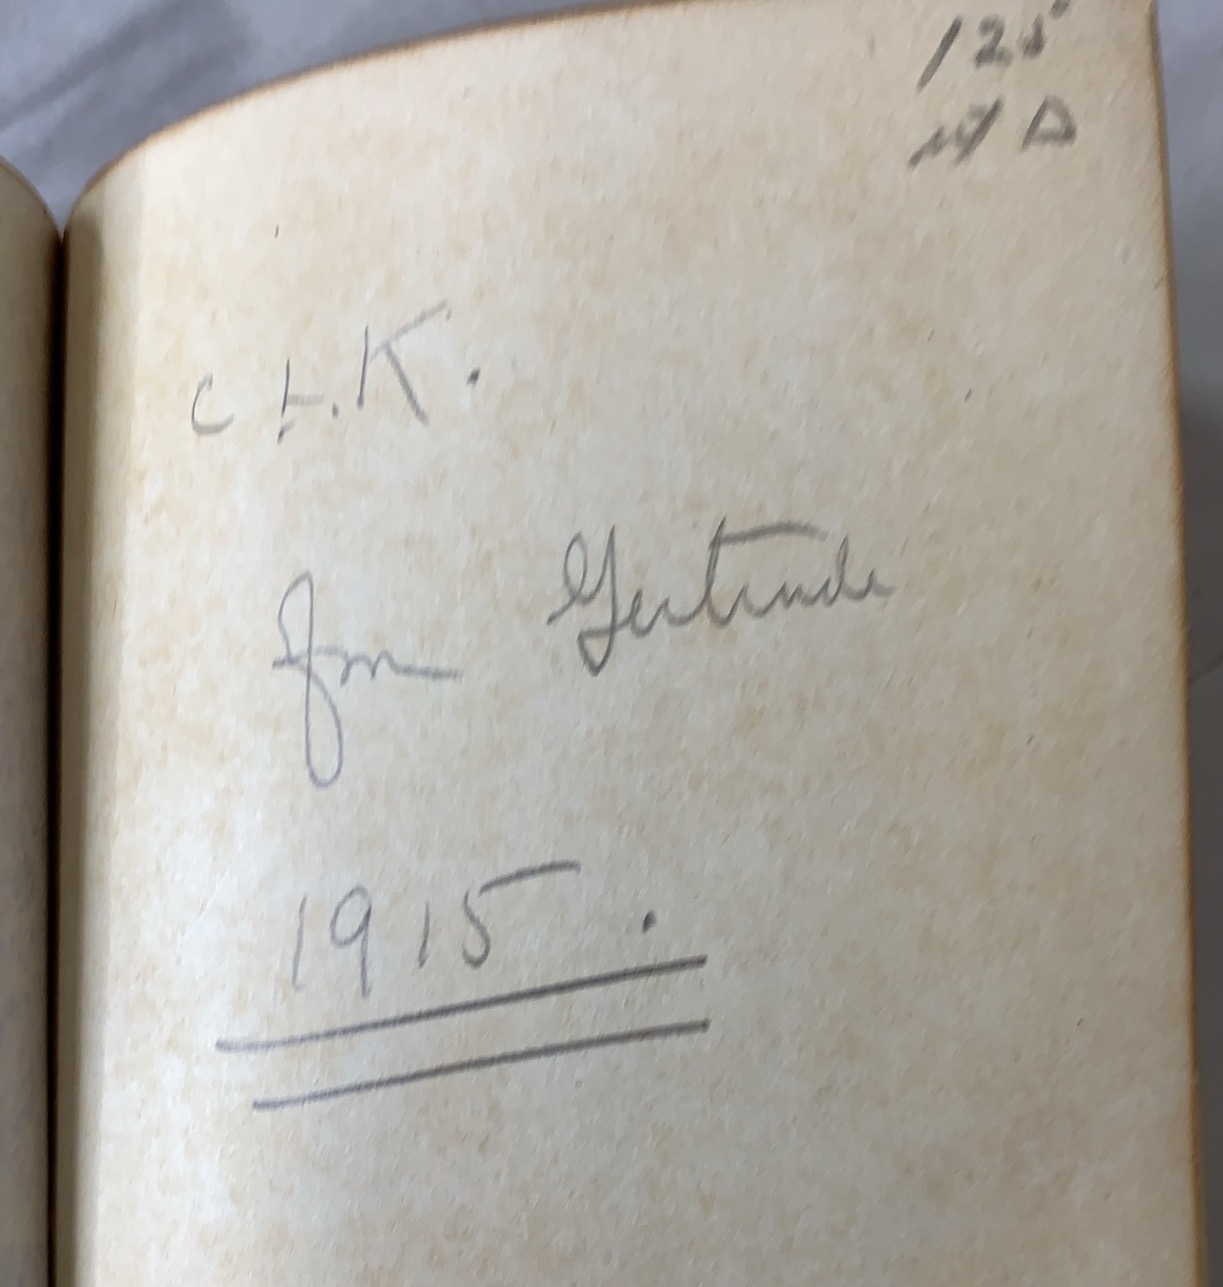 125
w/ D
C. L. K.
from Gertrude
1915.